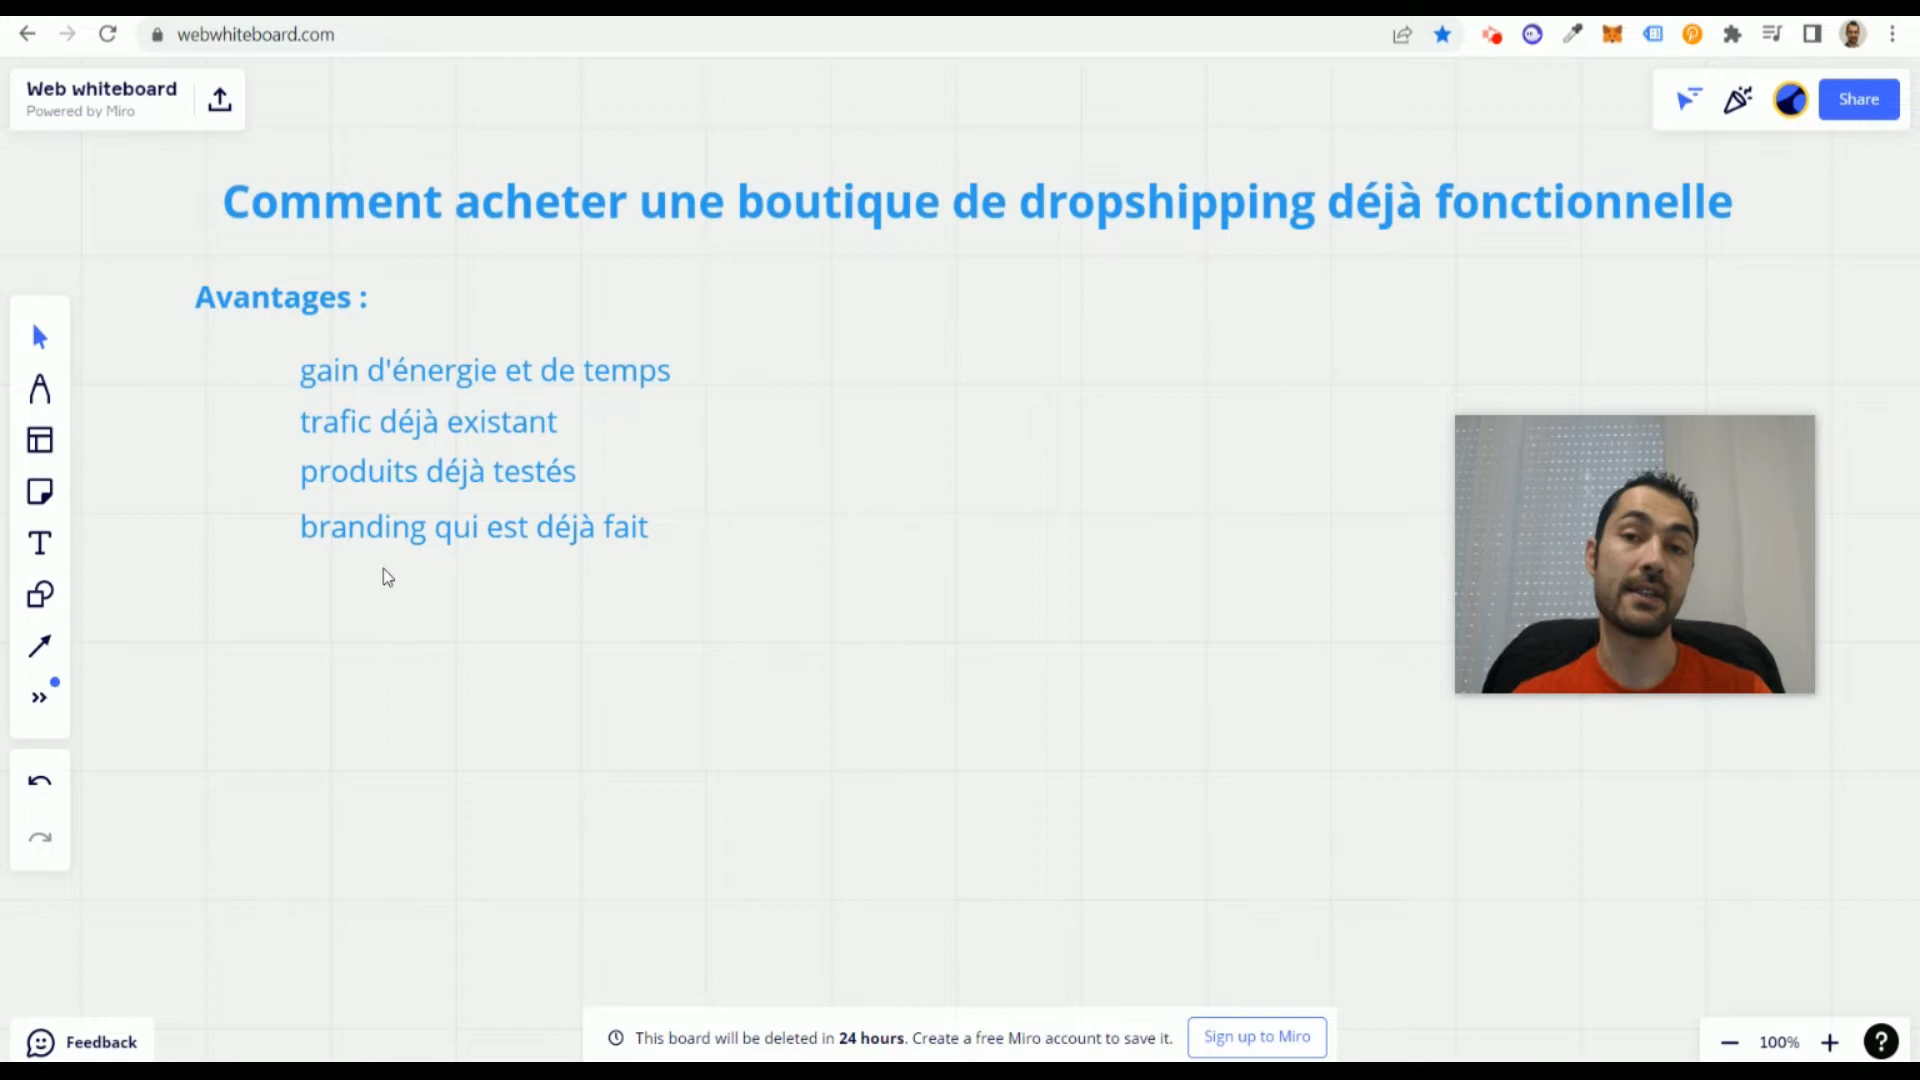 webwhiteboard.com
Web whiteboard
Powered by Miro
Share
Comment acheter une boutique de dropshipping déjà fonctionnelle
Avantages :
gain d'énergie et de temps
trafic déjà existant
produits déjà testés
branding qui est déjà fait
Feedback
This board will be deleted in 24 hours. Create a free Miro account to save it.
Sign up to Miro
100%